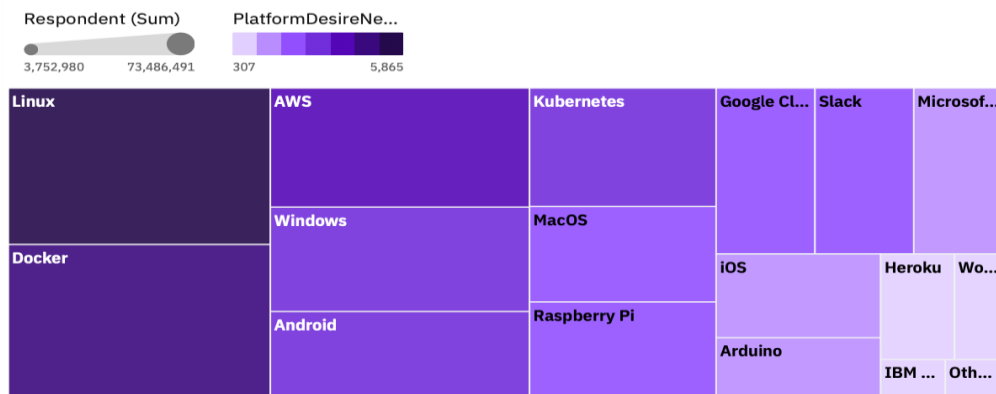 Respondent (Sum)
3,752,980 73,486,491
PlatformDesireNe...
307 5,865
Linux
Docker
AWS
Windows
Android
Kubernetes
MacOS
Raspberry Pi
Google Cl...
Slack
Microsof...
iOS
Arduino
Heroku
Wo...
IBM ...
Oth...